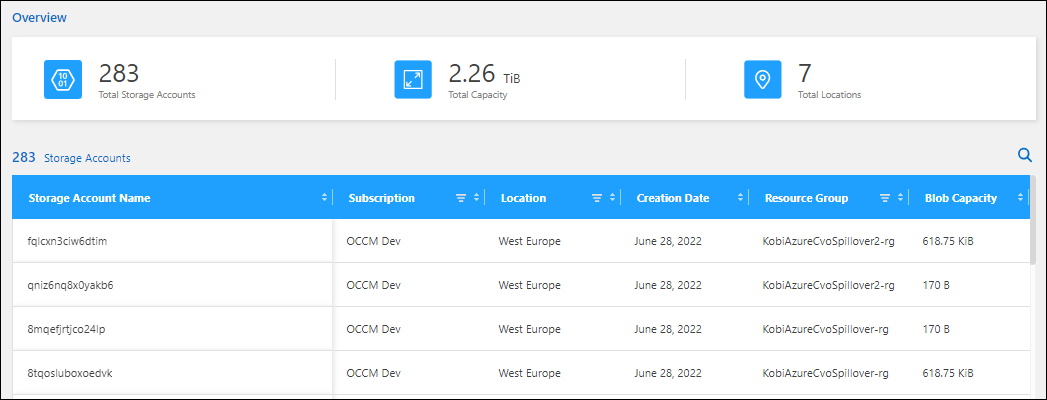 Overview
10
01
283
Total Storage Accounts
2.26 TiB
Total Capacity
7
Total Locations
283 Storage Accounts
Storage Account Name Subscription Location Creation Date Resource Group Blob Capacity
fqlcxn3ciw6dtim OCCM Dev West Europe June 28, 2022 KobiAzureCvoSpillover2-rg 618.75 KiB
qniz6nq8x0yakb6 OCCM Dev West Europe June 28, 2022 KobiAzureCvoSpillover2-rg 170 B
8mqefjrtjco24lp OCCM Dev West Europe June 28, 2022 KobiAzureCvoSpillover-rg 170 B
8tqosluboxoedvk OCCM Dev West Europe June 28, 2022 KobiAzureCvoSpillover-rg 618.75 KiB